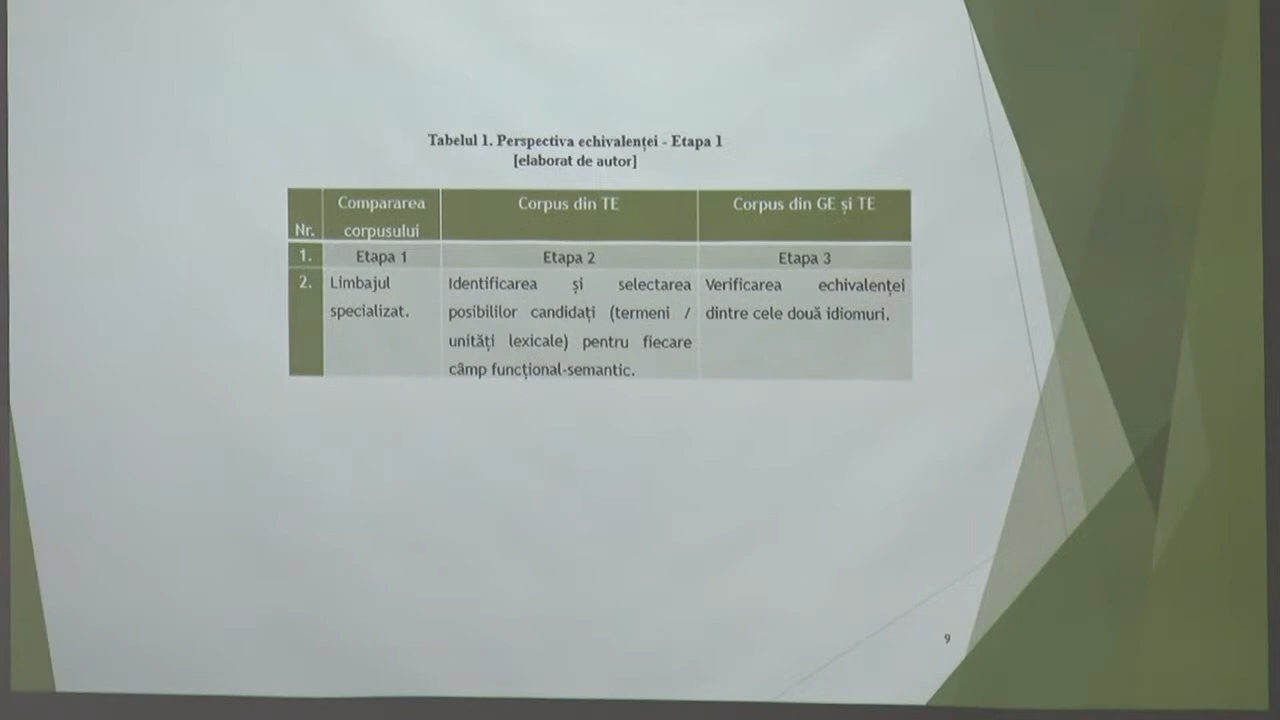 Tabelul 1. Perspectiva echivalenței - Etapa 1
[elaborat de autor]
Nr.
Compararea
corpusului
Corpus din TE
Corpus din GE și TE
1.
Etapa 1
Etapa 2
Etapa 3
2.
Limbajul
specializat.
Identificarea și selectarea
posibililor candidați (termeni /
unități lexicale) pentru fiecare
câmp funcțional-semantic.
Verificarea echivalenței
dintre cele două idiomuri.
9